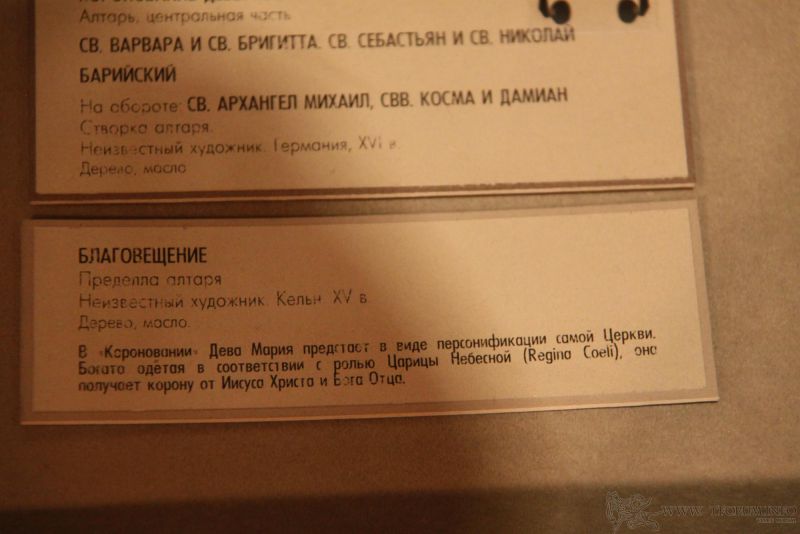 Алтарь, центральная часть
СВ. ВАРВАРА И СВ. БРИГИТТА. СВ. СЕБАСТЬЯН И СВ. НИКОЛАЙ
БАРИЙСКИЙ
На обороте: СВ. АРХАНГЕЛ МИХАИЛ, СВВ. КОСМА И ДАМИАН
Створка алтаря.
Неизвестный художник. Германия, XVI в.
Дерево, масло
БЛАГОВЕЩЕНИЕ
Пределла алтаря
Неизвестный художник. Кельн. XV в.
Дерево, масло.
В «Короновании» Дева Мария предстает в виде персонификации самой Церкви.
Богато одетая в соответствии с ролью Царицы Небесной (Regina Coeli), она
получает корону от Иисуса Христа и Бога Отца.